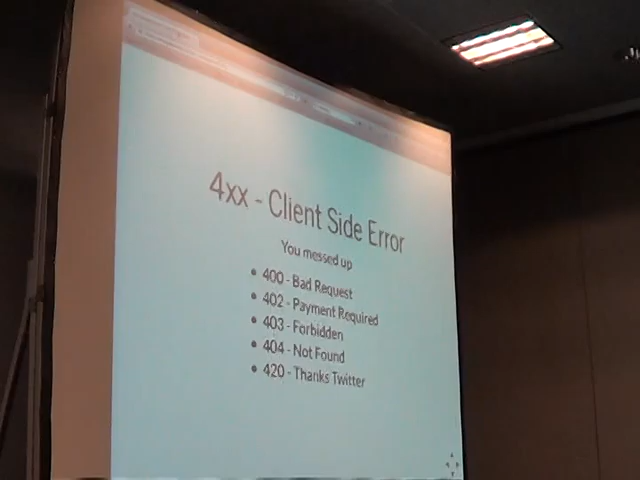 4xx - Client Side Error
You messed up
• 400 - Bad Request
• 402 - Payment Required
• 403 - Forbidden
• 404 - Not Found
• 420 - Thanks Twitter